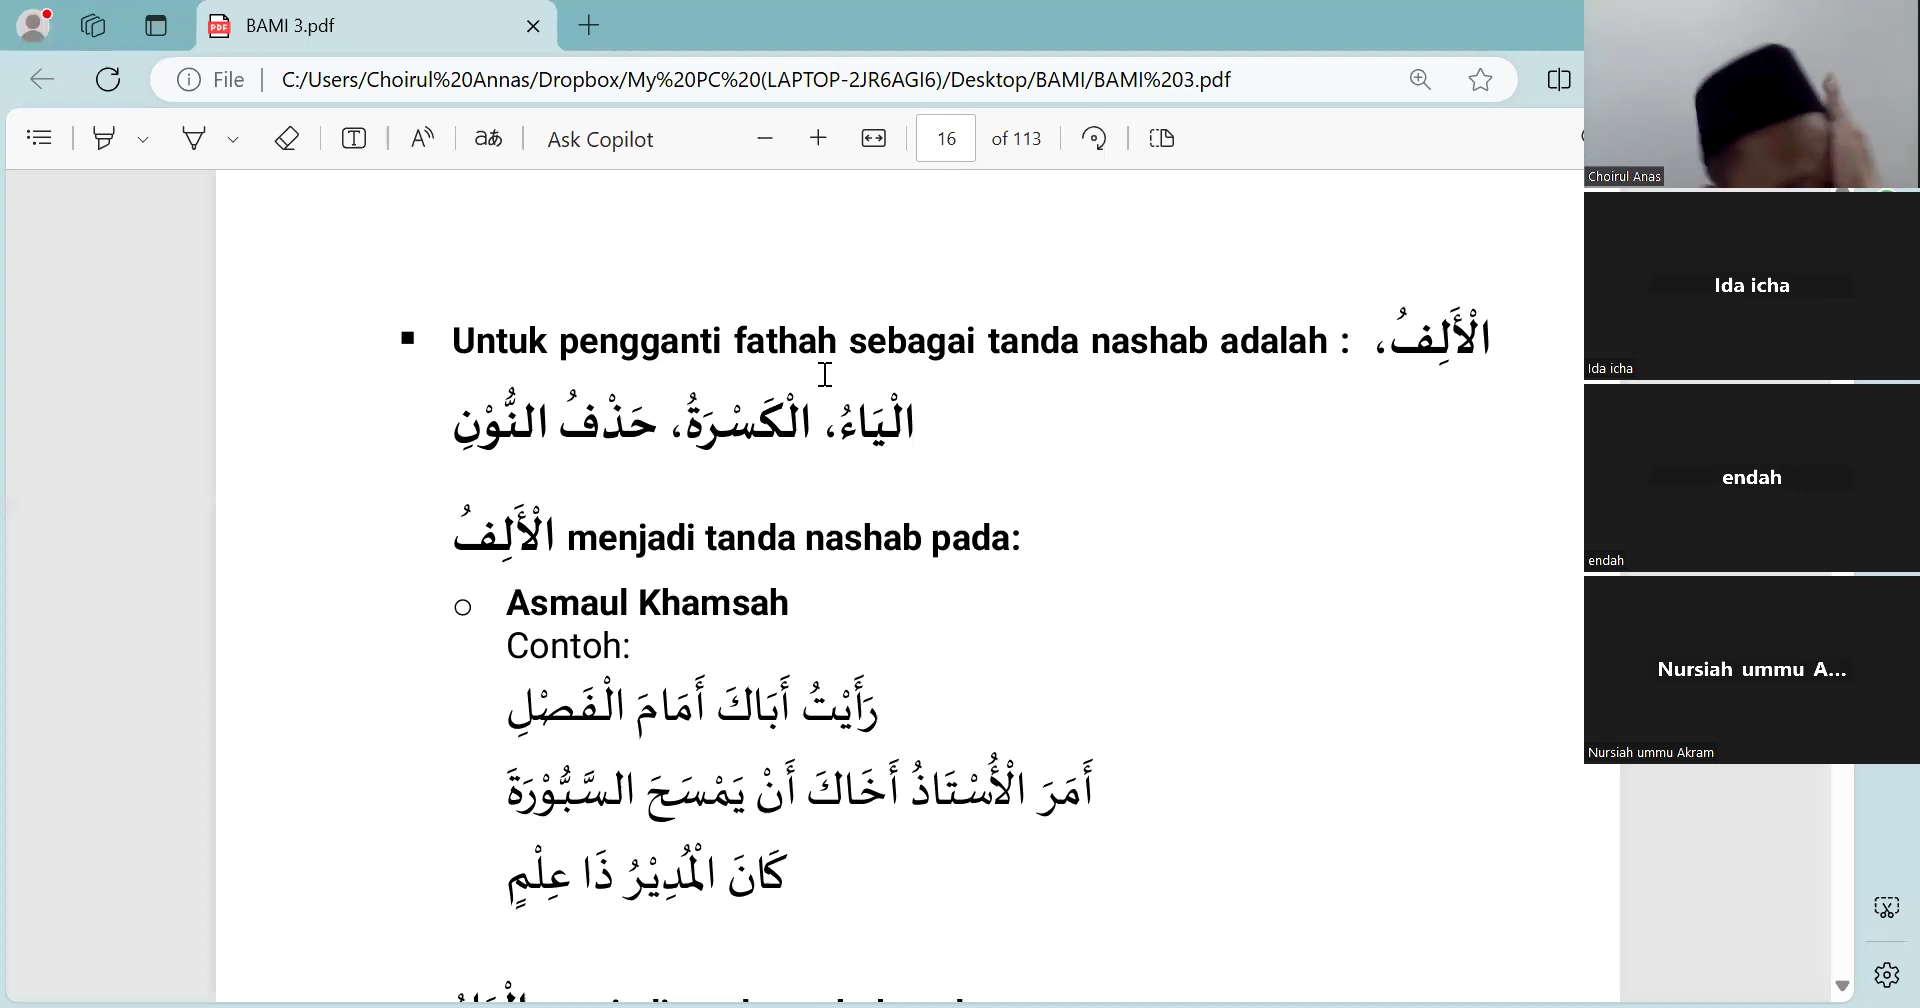 BAMI 3.pdf
File
C:/Users/Choirul%20Annas/Dropbox/My%20PC%20(LAPTOP-2JR6AGI6)/Desktop/BAMI/BAMI%203.pdf
Ask Copilot
16 of 113
Untuk pengganti fathah sebagai tanda nashab adalah : الْأَلِفُ،
الْيَاءُ، الْكَسْرَةُ، حَذْفُ النُّوْنِ
الْأَلِفُ menjadi tanda nashab pada:
Asmaul Khamsah
Contoh:
رَأَيْتُ أَبَاكَ أَمَامَ الْفَصْلِ
أَمَرَ الْأُسْتَاذُ أَخَاكَ أَنْ يَمْسَحَ السَّبُّوْرَةَ
كَانَ الْمُدِيْرُ ذَا عِلْمٍ
Choirul Anas
Ida icha
Ida icha
endah
endah
Nursiah ummu A...
Nursiah ummu Akram